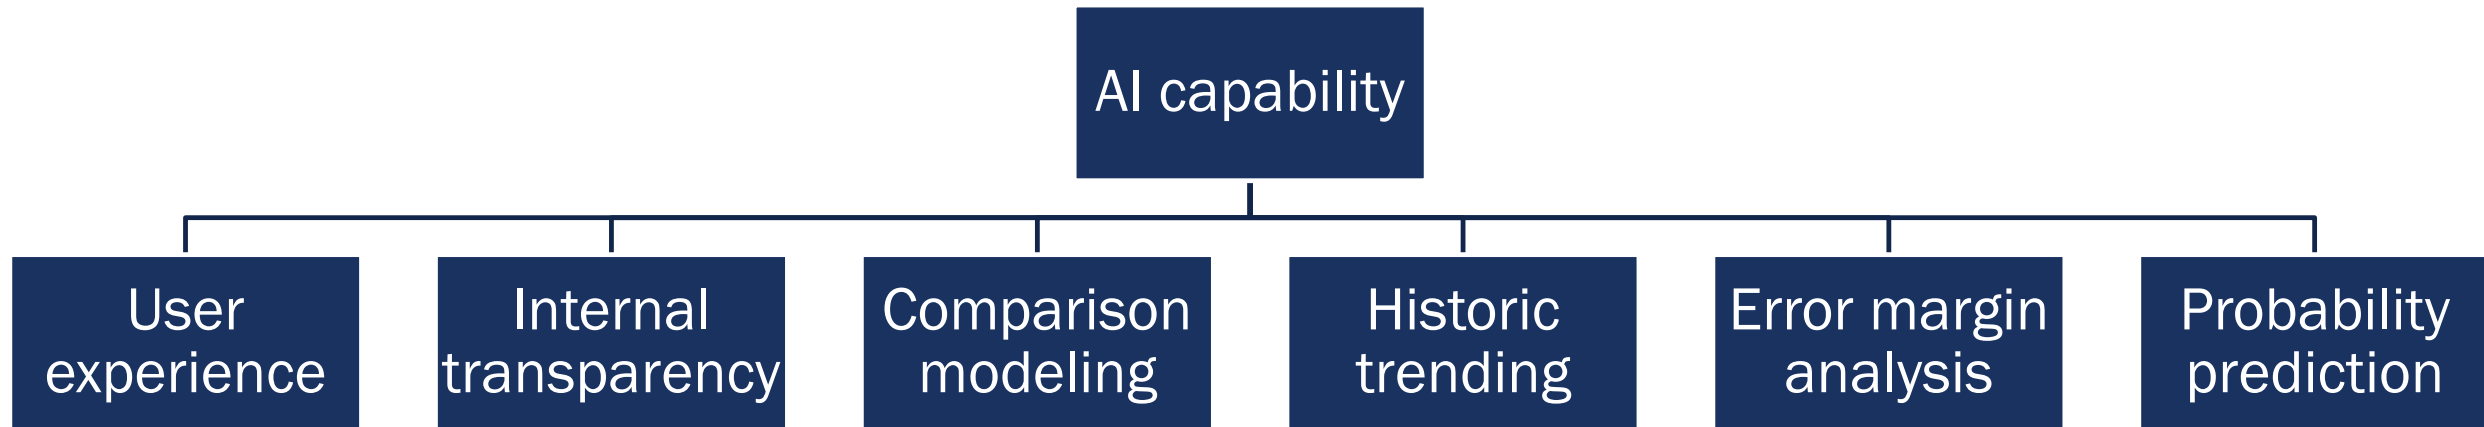 AI capability
User
experience
Internal
transparency
Comparison
modeling
Historic
trending
Error margin
analysis
Probability
prediction